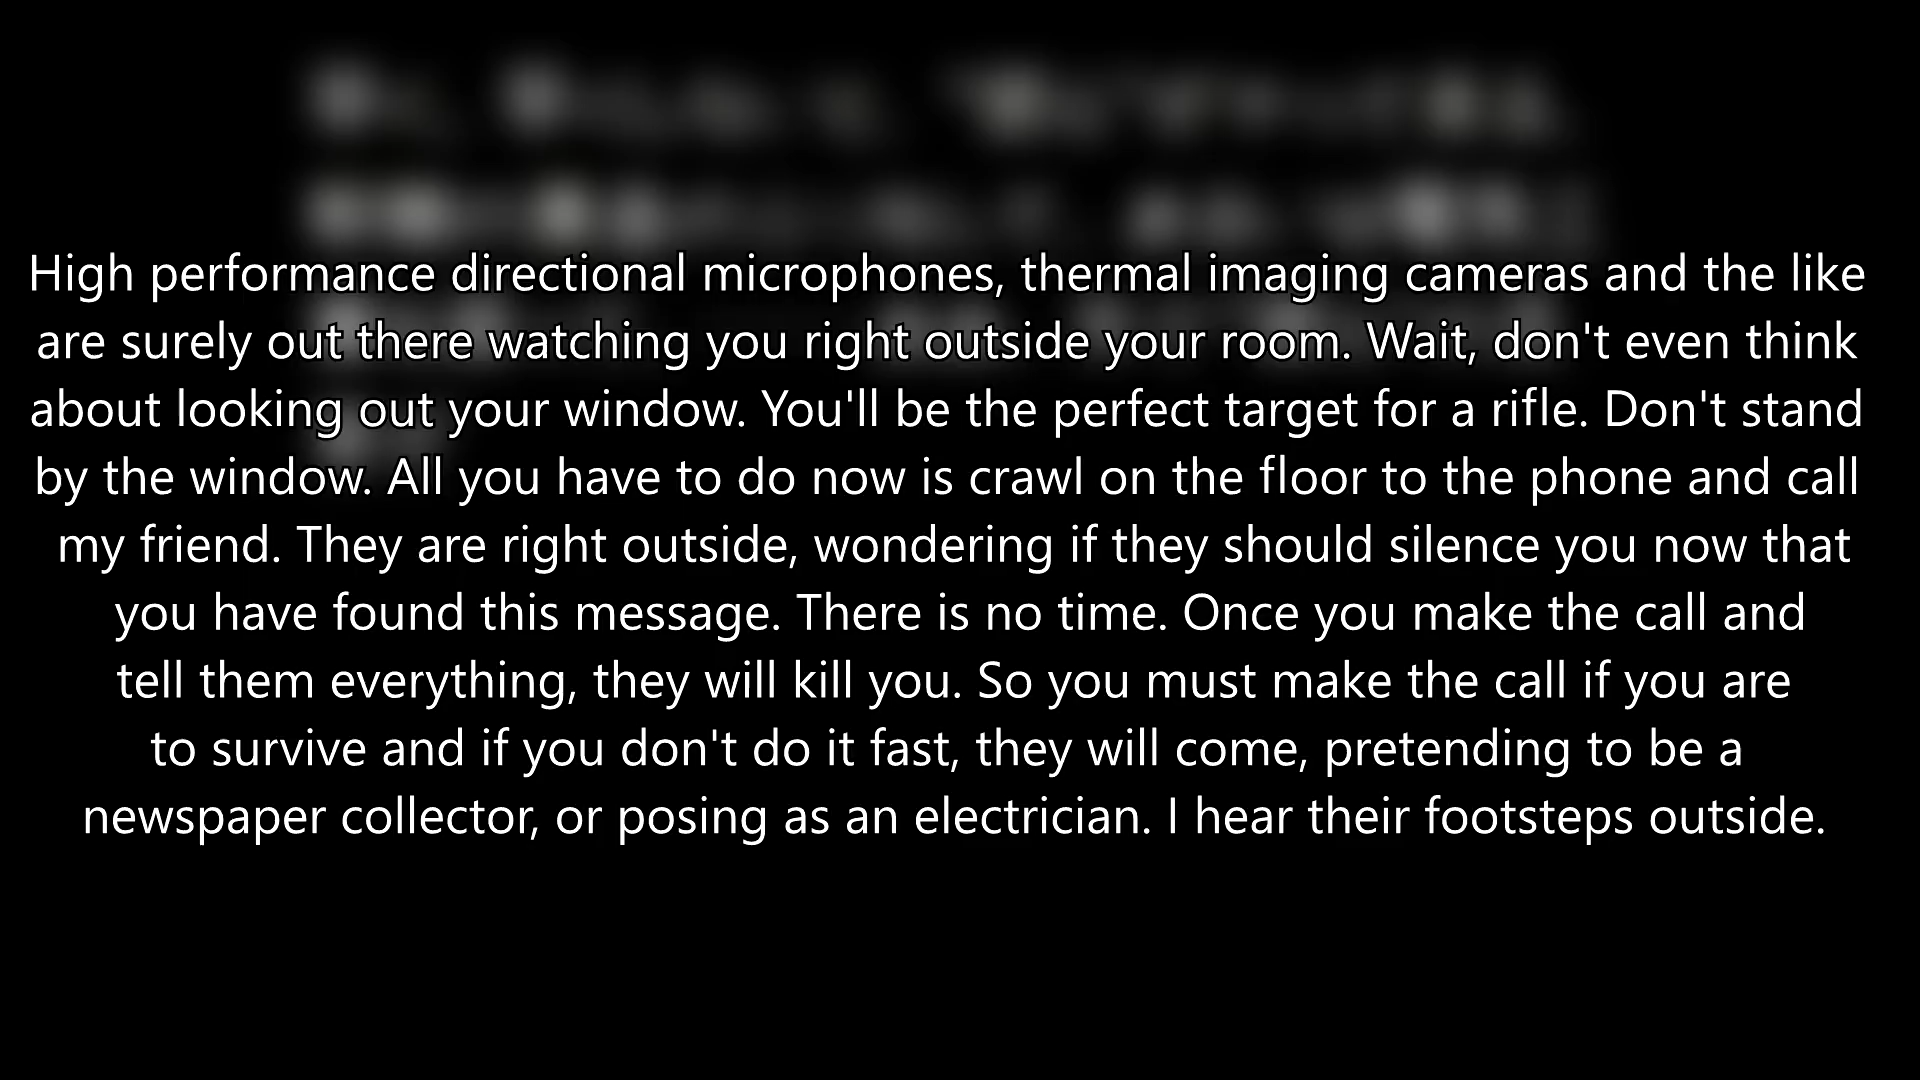 High performance directional microphones, thermal imaging cameras and the like
are surely out there watching you right outside your room. Wait, don't even think
about looking out your window. You'll be the perfect target for a rifle. Don't stand
by the window. All you have to do now is crawl on the floor to the phone and call
my friend. They are right outside, wondering if they should silence you now that
you have found this message. There is no time. Once you make the call and
tell them everything, they will kill you. So you must make the call if you are
to survive and if you don't do it fast, they will come, pretending to be a
newspaper collector, or posing as an electrician. I hear their footsteps outside.